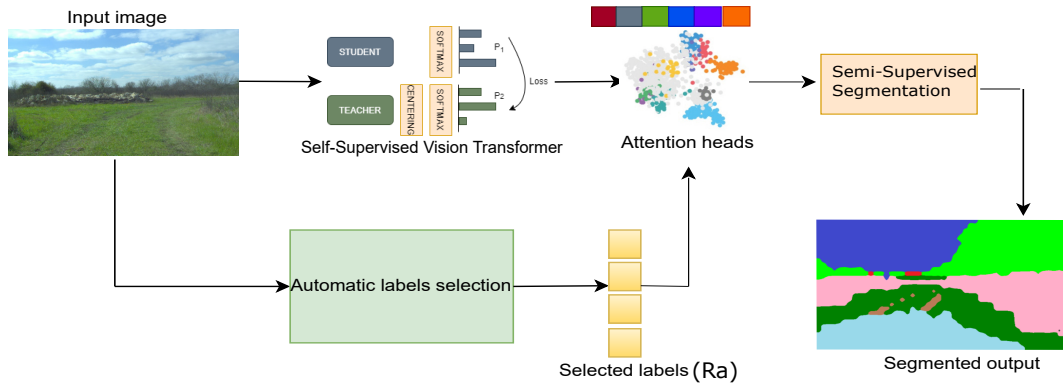 Input image
STUDENT
SOFTMAX
P1
Loss
TEACHER
CENTERING
SOFTMAX
P2
Self-Supervised Vision Transformer
Attention heads
Semi-Supervised
Segmentation
Automatic labels selection
Selected labels (Ra)
Segmented output